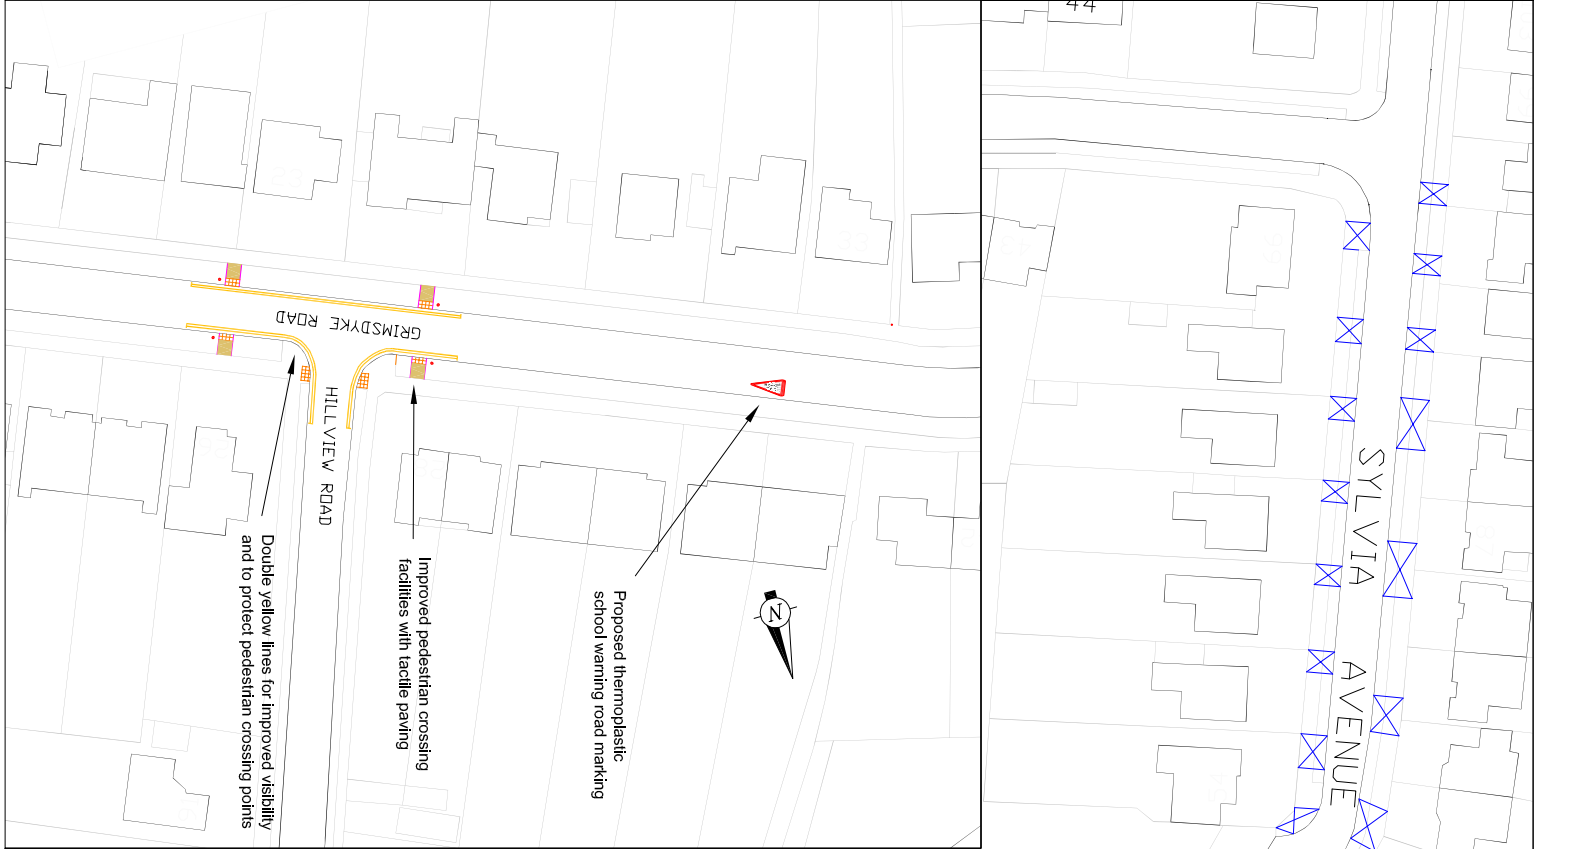 44
GRIMSDYKE ROAD
HILLVIEW ROAD
Double yellow lines for improved visibility
and to protect pedestrian crossing points
Improved pedestrian crossing
facilities with tactile paving
Proposed thermoplastic
school warning road marking
N
SYLVIA AVENUE